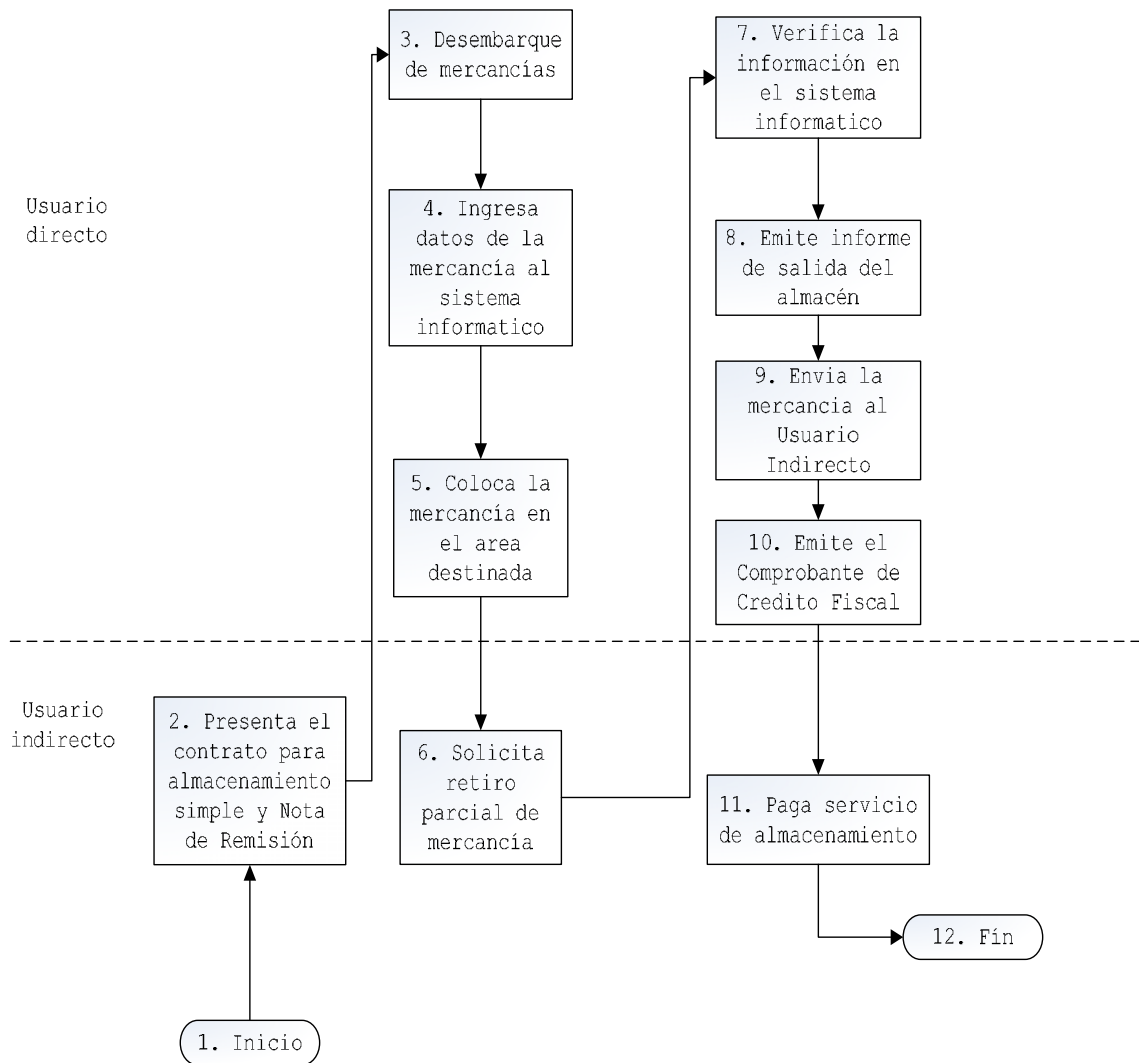 Usuario
directo
3. Desembarque
de mercancías
4. Ingresa
datos de la
mercancía al
sistema
informatico
5. Coloca la
mercancía en
el area
destinada
7. Verifica la
información en
el sistema
informatico
8. Emite informe
de salida del
almacén
9. Envia la
mercancia al
Usuario
Indirecto
10. Emite el
Comprobante de
Credito Fiscal
Usuario
indirecto
2. Presenta el
contrato para
almacenamiento
simple y Nota
de Remisión
6. Solicita
retiro
parcial de
mercancía
11. Paga servicio
de almacenamiento
12. Fín
1. Inicio